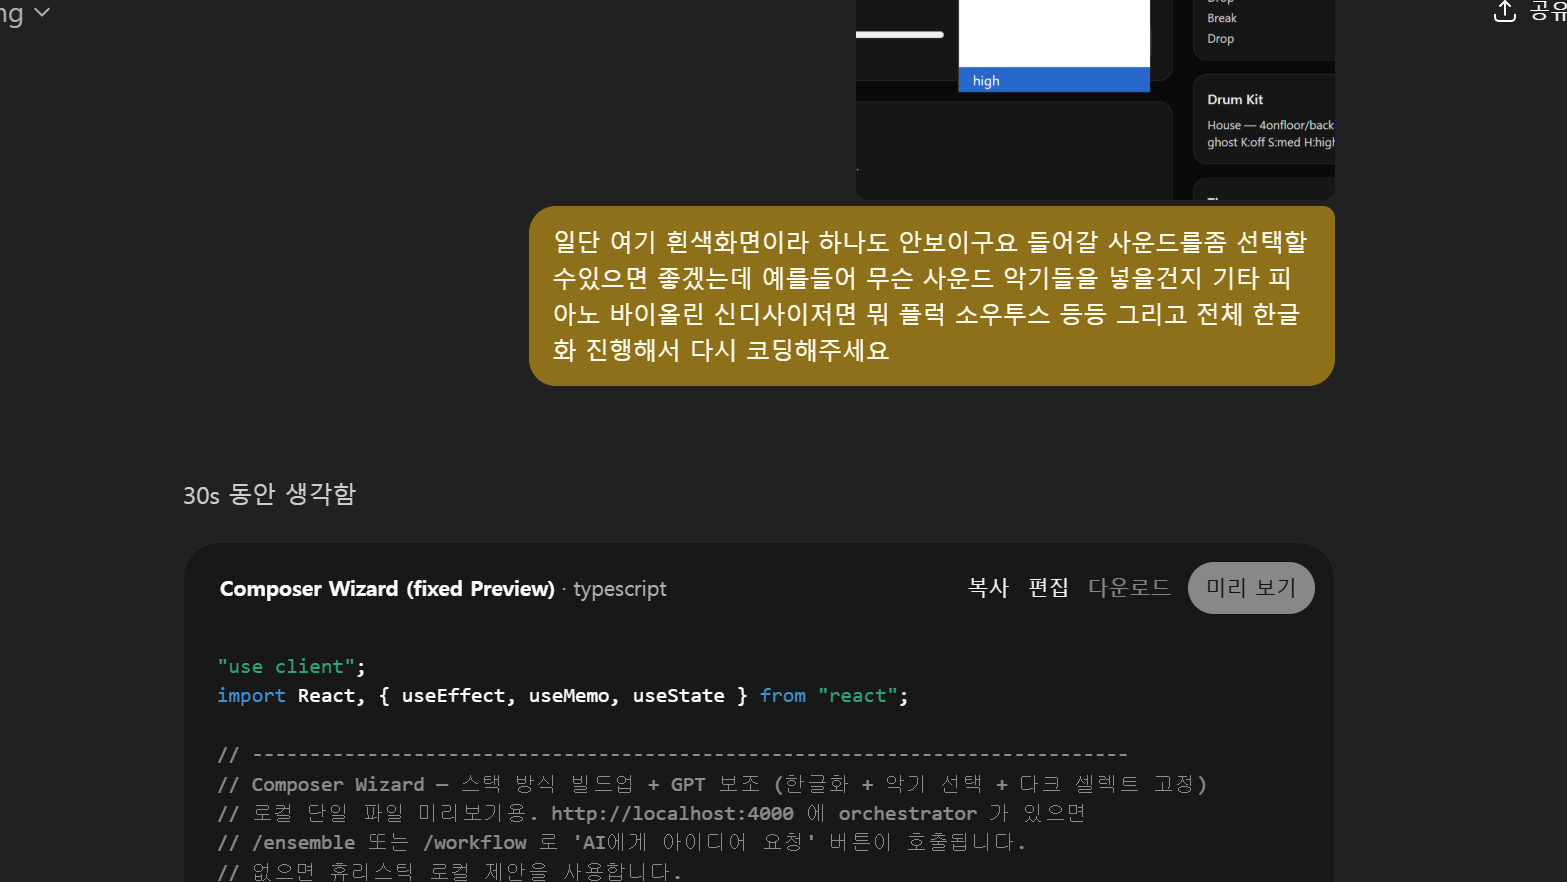 ng
공유
Break
Drop
high
Drum Kit
House — 4onfloor/back
ghost K:off S:med H:high
일단 여기 흰색화면이라 하나도 안보이구요 들어갈 사운드를좀 선택할
수있으면 좋겠는데 예를들어 무슨 사운드 악기들을 넣을건지 기타 피
아노 바이올린 신디사이저면 뭐 플럭 소우투스 등등 그리고 전체 한글
화 진행해서 다시 코딩해주세요
30s 동안 생각함
Composer Wizard (fixed Preview) · typescript
복사 편집 다운로드 미리 보기
"use client";
import React, { useEffect, useMemo, useState } from "react";
// ----------------------------------------------------------------------------
// Composer Wizard — 스택 방식 빌드업 + GPT 보조 (한글화 + 악기 선택 + 다크 셀렉트 고정)
// 로컬 단일 파일 미리보기용. http://localhost:4000 에 orchestrator 가 있으면
// /ensemble 또는 /workflow 로 'AI에게 아이디어 요청' 버튼이 호출됩니다.
// 없으면 휴리스틱 로컬 제안을 사용합니다.